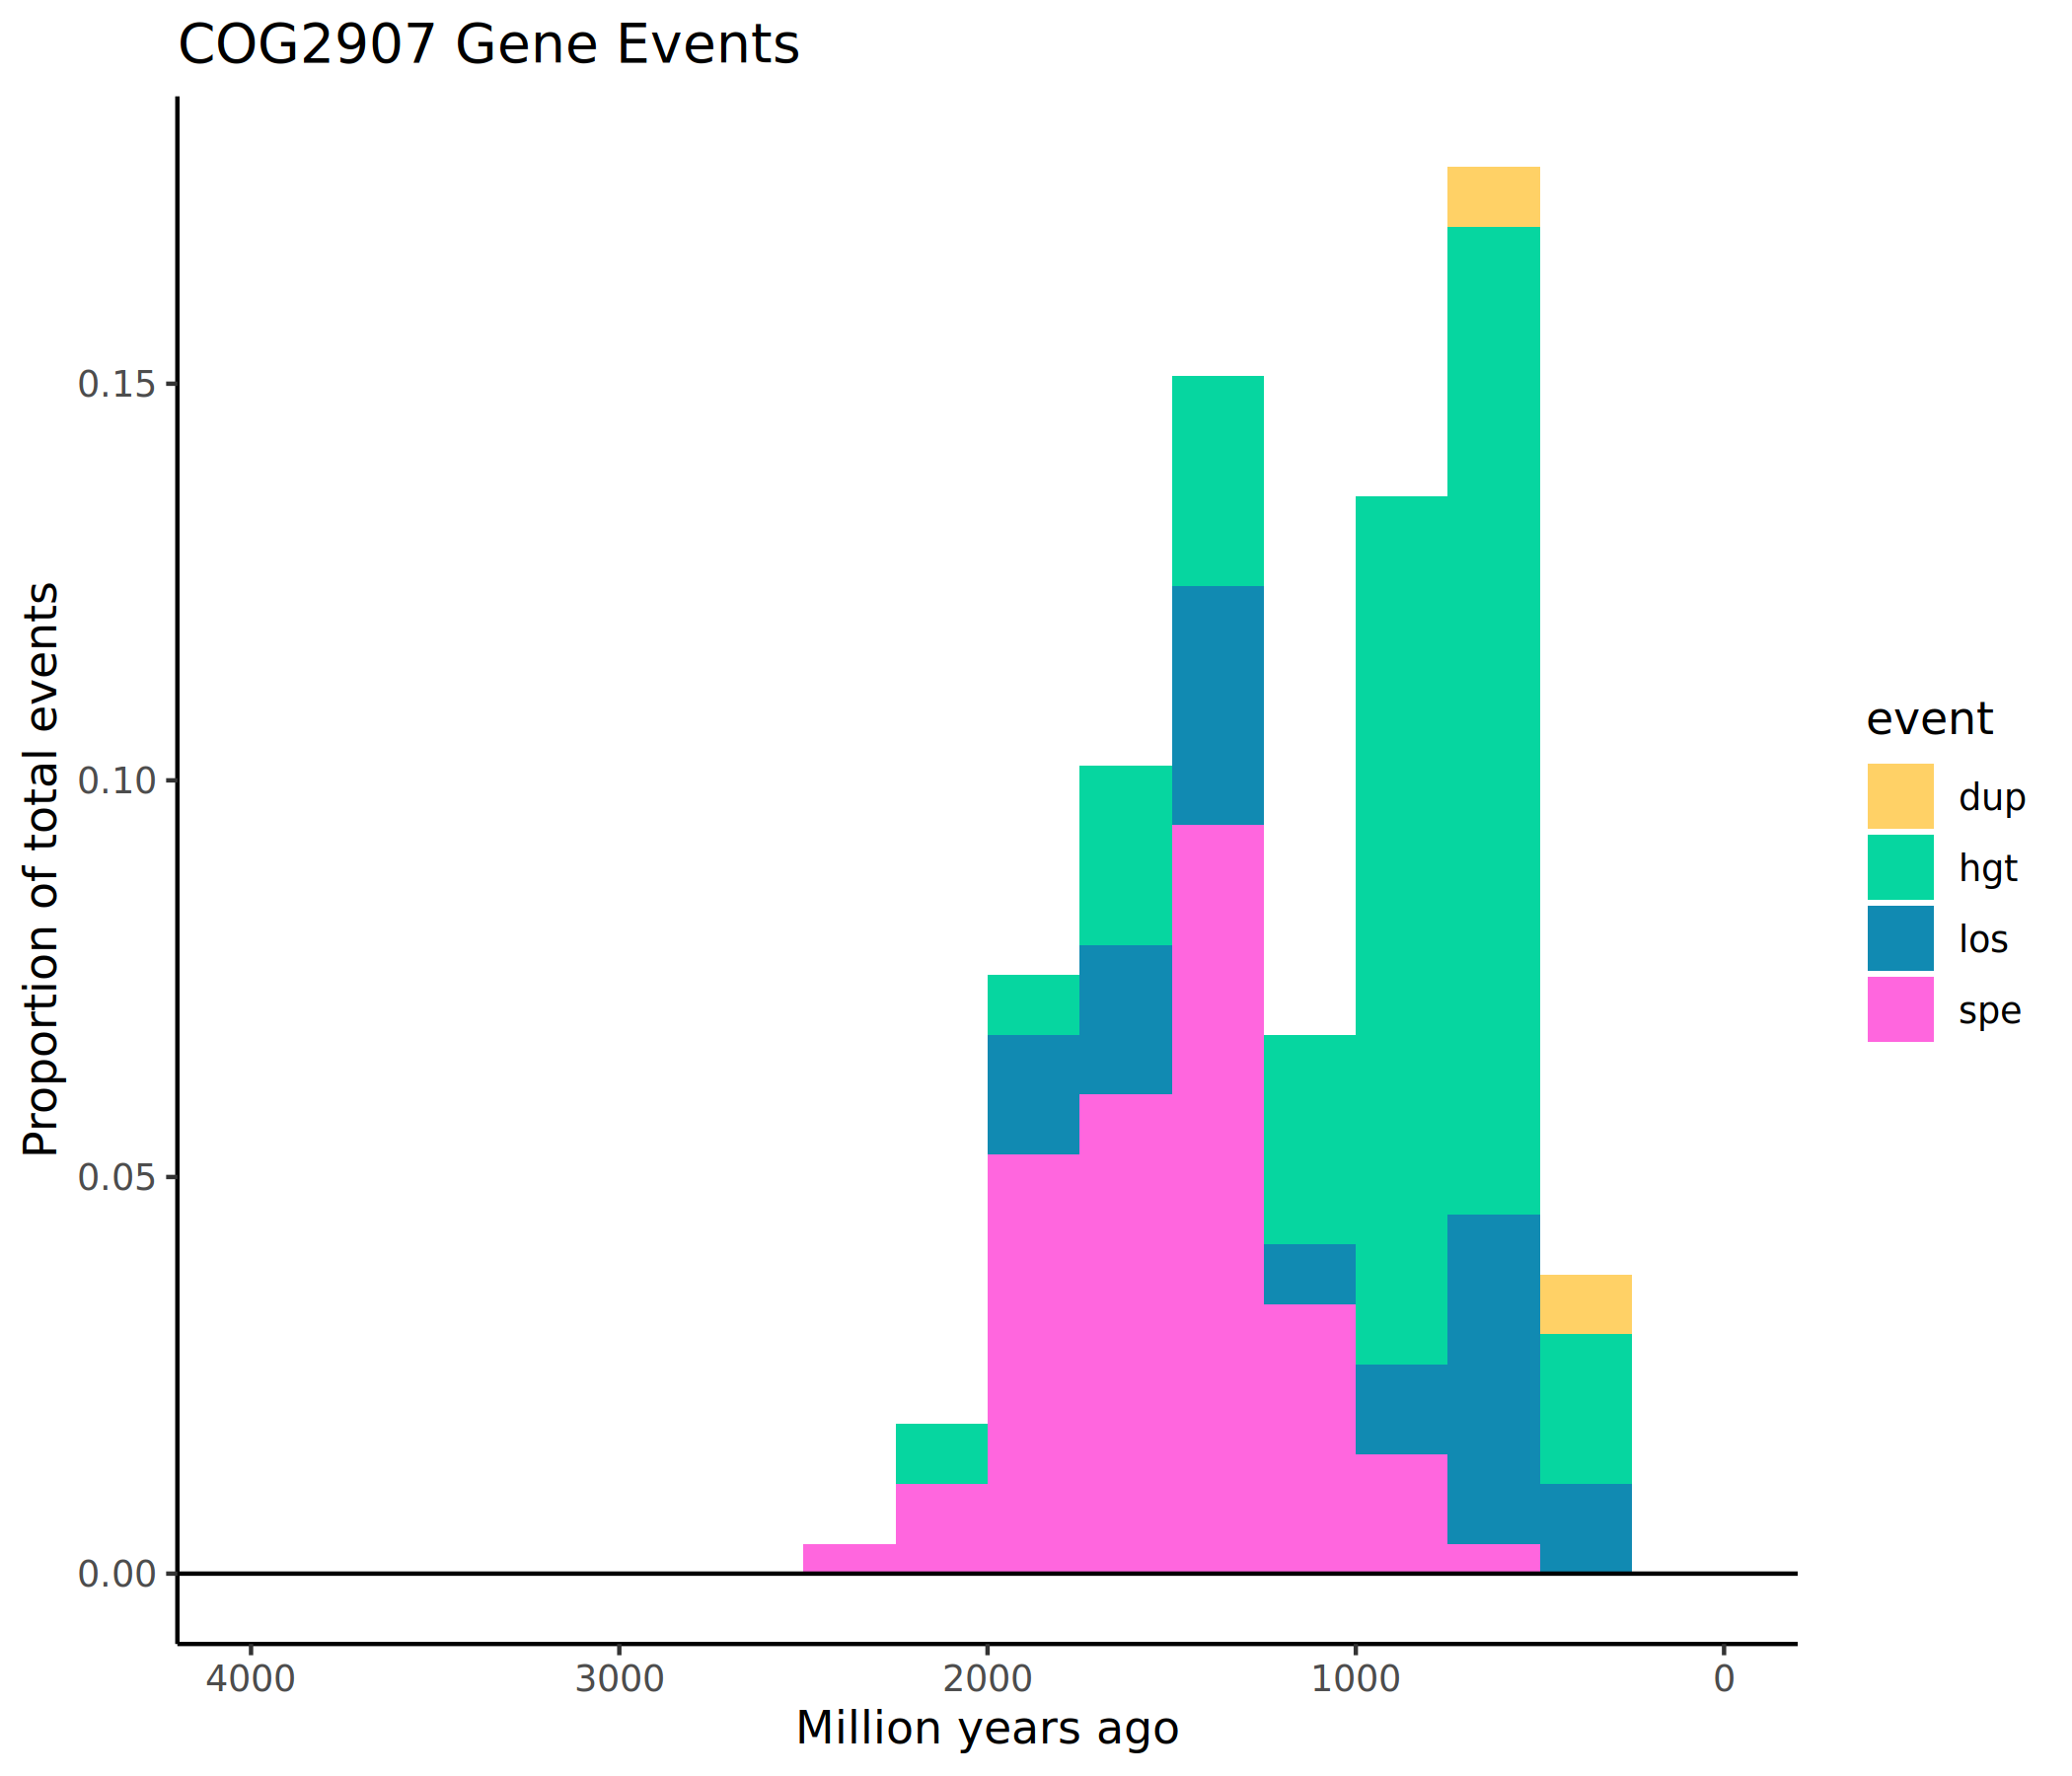 COG2907 Gene Events
Proportion of total events
0.15
0.10
0.05
0.00
4000 3000 2000 1000 0
Million years ago
event
dup
hgt
los
spe